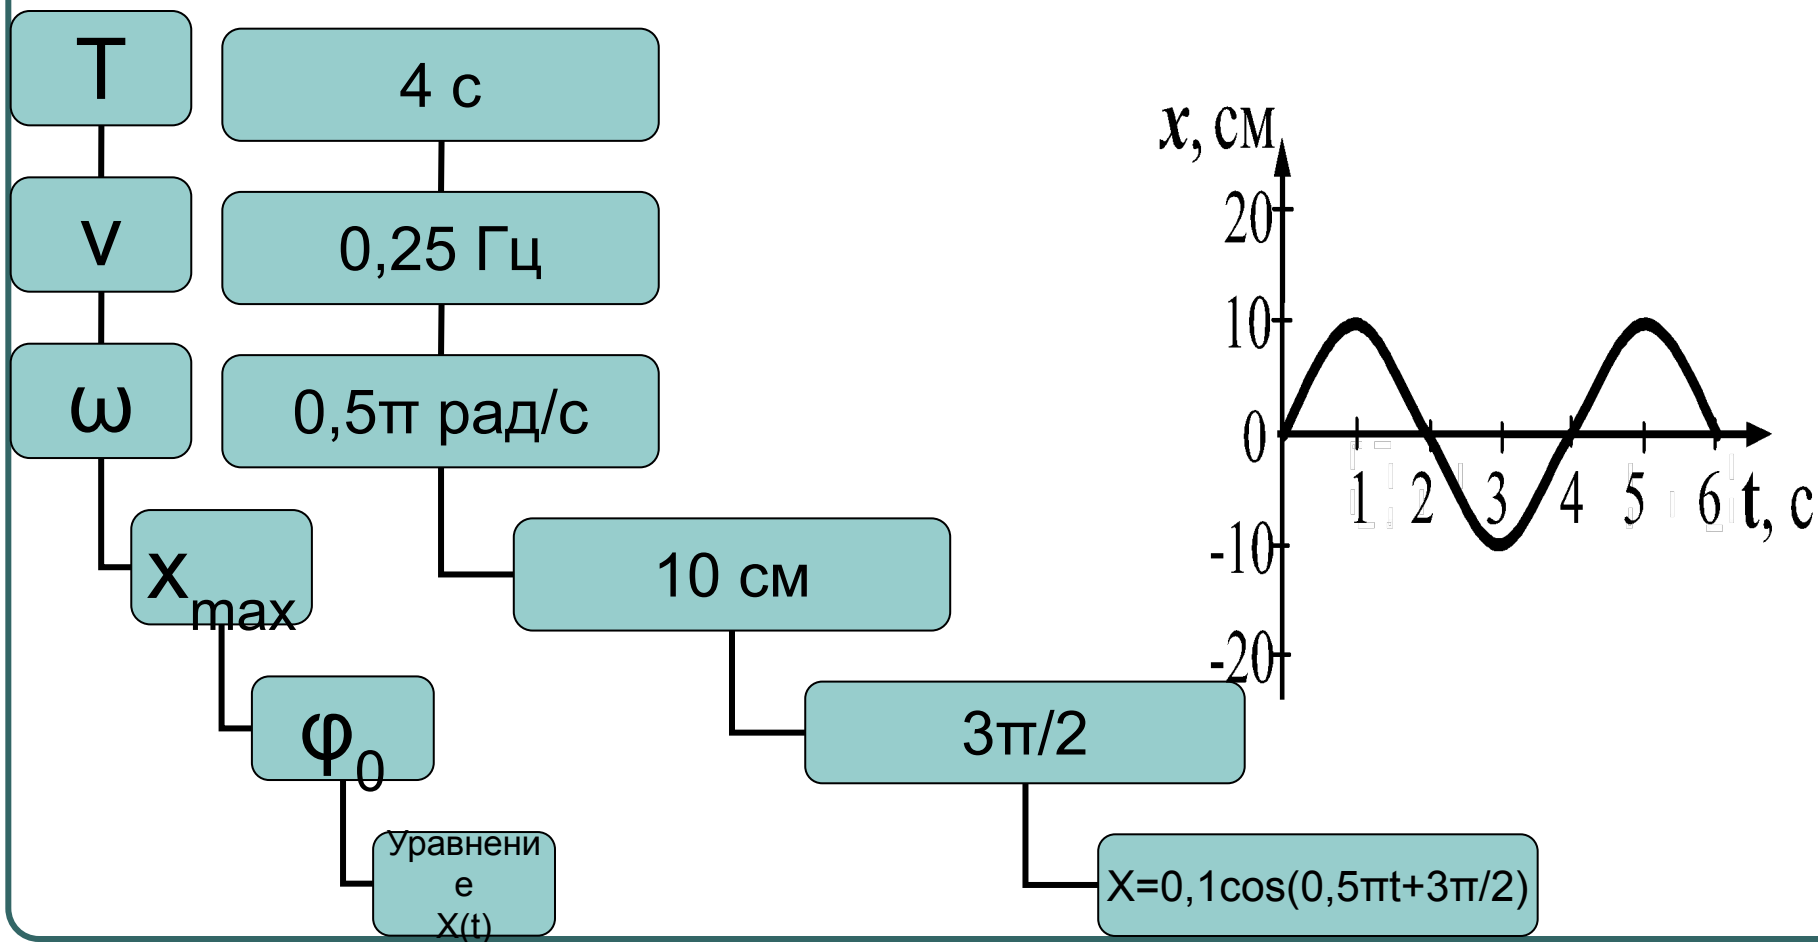 T
4 с
ν
0,25 Гц
ω
0,5π рад/с
xmax
10 см
φ0
3π/2
Уравнени
е
X(t)
X=0,1cos(0,5πt+3π/2)
x, см
20
10
0
-10
-20
1 2 3 4 5 6 t, с